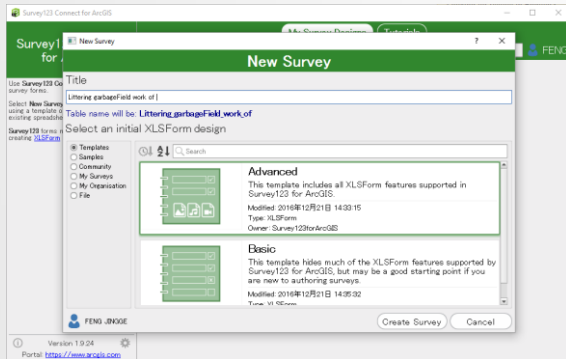 Survey123 Connect for ArcGIS
My Survey Designs
Tutorials
New Survey
?
New Survey
Title
Littering garbageField work of
Table name will be: Littering_garbageField_work_of
Select an initial XLSForm design
Templates
Samples
Community
My Surveys
My Organisation
File
Search
Advanced
This template includes all XLSForm features supported in
Survey123 for ArcGIS.
Modified: 2016年12月21日 14:33:15
Type: XLSForm
Owner: Survey123forArcGIS
Basic
This template hides much of the XLSForm features supported by
Survey123 for ArcGIS, but may be a good starting point if you
are new to authoring surveys.
Modified: 2016年12月21日 14:35:32
Type: XLSForm
FENG JINGGE
Create Survey
Cancel
Survey1
for
Use Survey123 Co
survey forms.
Select New Survey
using a template o
existing spreadshe
Survey123 forms
creating XLSForm
FENG
Version 1.9.24
Portal https://www.arcgis.com